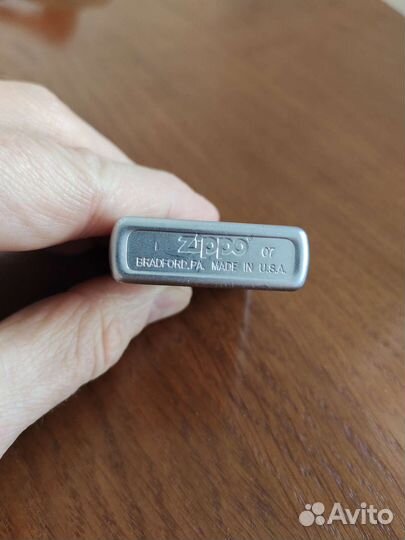 zippo 07
BRADFORD,PA. MADE IN U.S.A.
Avito